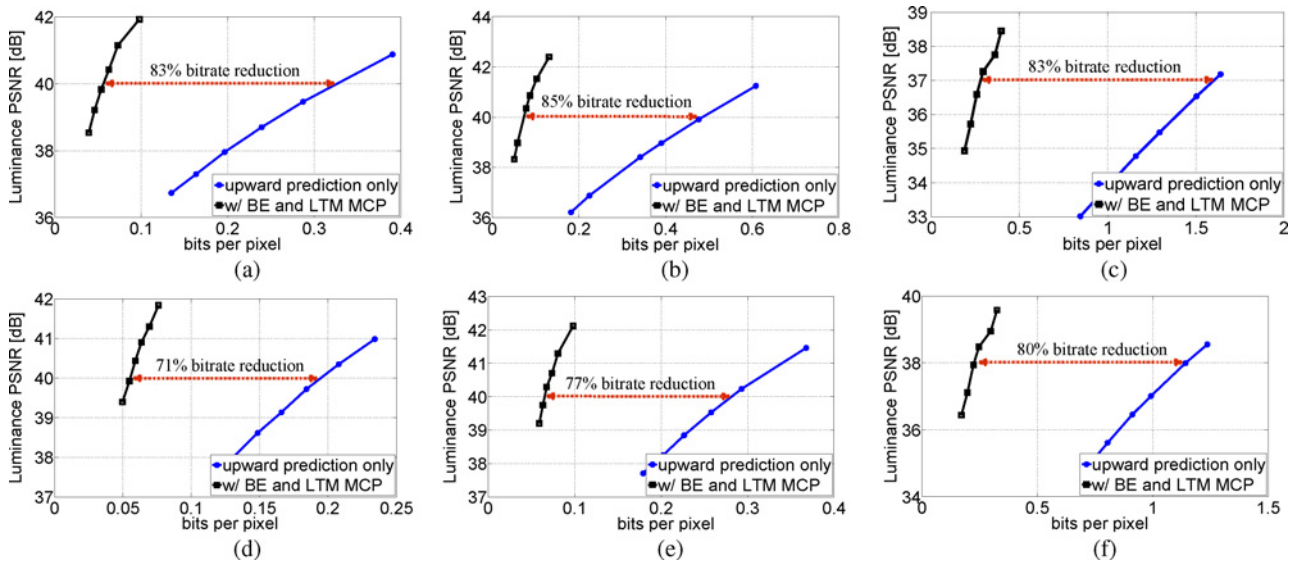 Luminance PSNR [dB]
42
40
38
36
0
0.1
0.2
0.3
0.4
83% bitrate reduction
upward prediction only
w/ BE and LTM MCP
bits per pixel
(a)
Luminance PSNR [dB]
42
40
38
36
0
0.2
0.4
0.6
0.8
85% bitrate reduction
upward prediction only
w/ BE and LTM MCP
bits per pixel
(b)
Luminance PSNR [dB]
39
38
37
36
35
34
33
0
0.5
1
1.5
2
83% bitrate reduction
upward prediction only
w/ BE and LTM MCP
bits per pixel
(c)
Luminance PSNR [dB]
42
41
40
39
38
37
0
0.05
0.1
0.15
0.2
0.25
71% bitrate reduction
upward prediction only
w/ BE and LTM MCP
bits per pixel
(d)
Luminance PSNR [dB]
43
42
41
40
39
38
37
0
0.1
0.2
0.3
0.4
77% bitrate reduction
upward prediction only
w/ BE and LTM MCP
bits per pixel
(e)
Luminance PSNR [dB]
40
38
36
34
0
0.5
1
1.5
80% bitrate reduction
upward prediction only
w/ BE and LTM MCP
bits per pixel
(f)